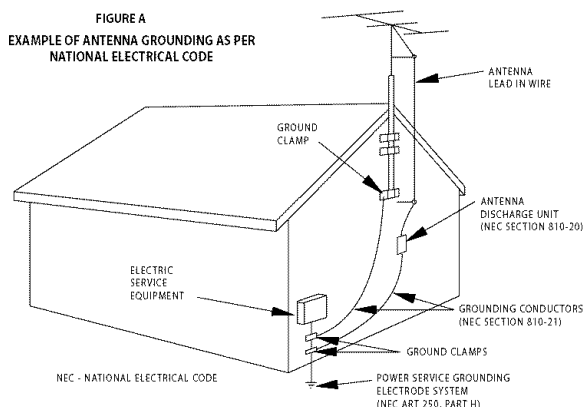 FIGURE A
EXAMPLE OF ANTENNA GROUNDING AS PER
NATIONAL ELECTRICAL CODE
ANTENNA
LEAD IN WIRE
GROUND
CLAMP
ANTENNA
DISCHARGE UNIT
(NEC SECTION 810-20)
ELECTRIC
SERVICE
EQUIPMENT
GROUNDING CONDUCTORS
(NEC SECTION 810-21)
GROUND CLAMPS
NEC - NATIONAL ELECTRICAL CODE
POWER SERVICE GROUNDING
ELECTRODE SYSTEM
(NEC ART 250, PART H)